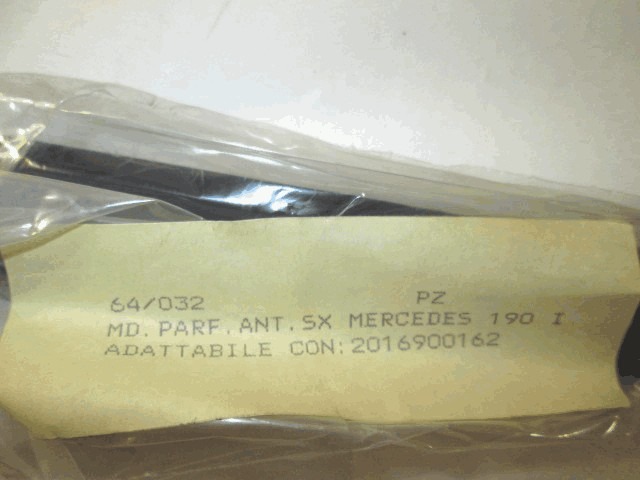 64/032 PZ
MD. PARF. ANT. SX MERCEDES 190 I
ADATTABILE CON: 2016900162